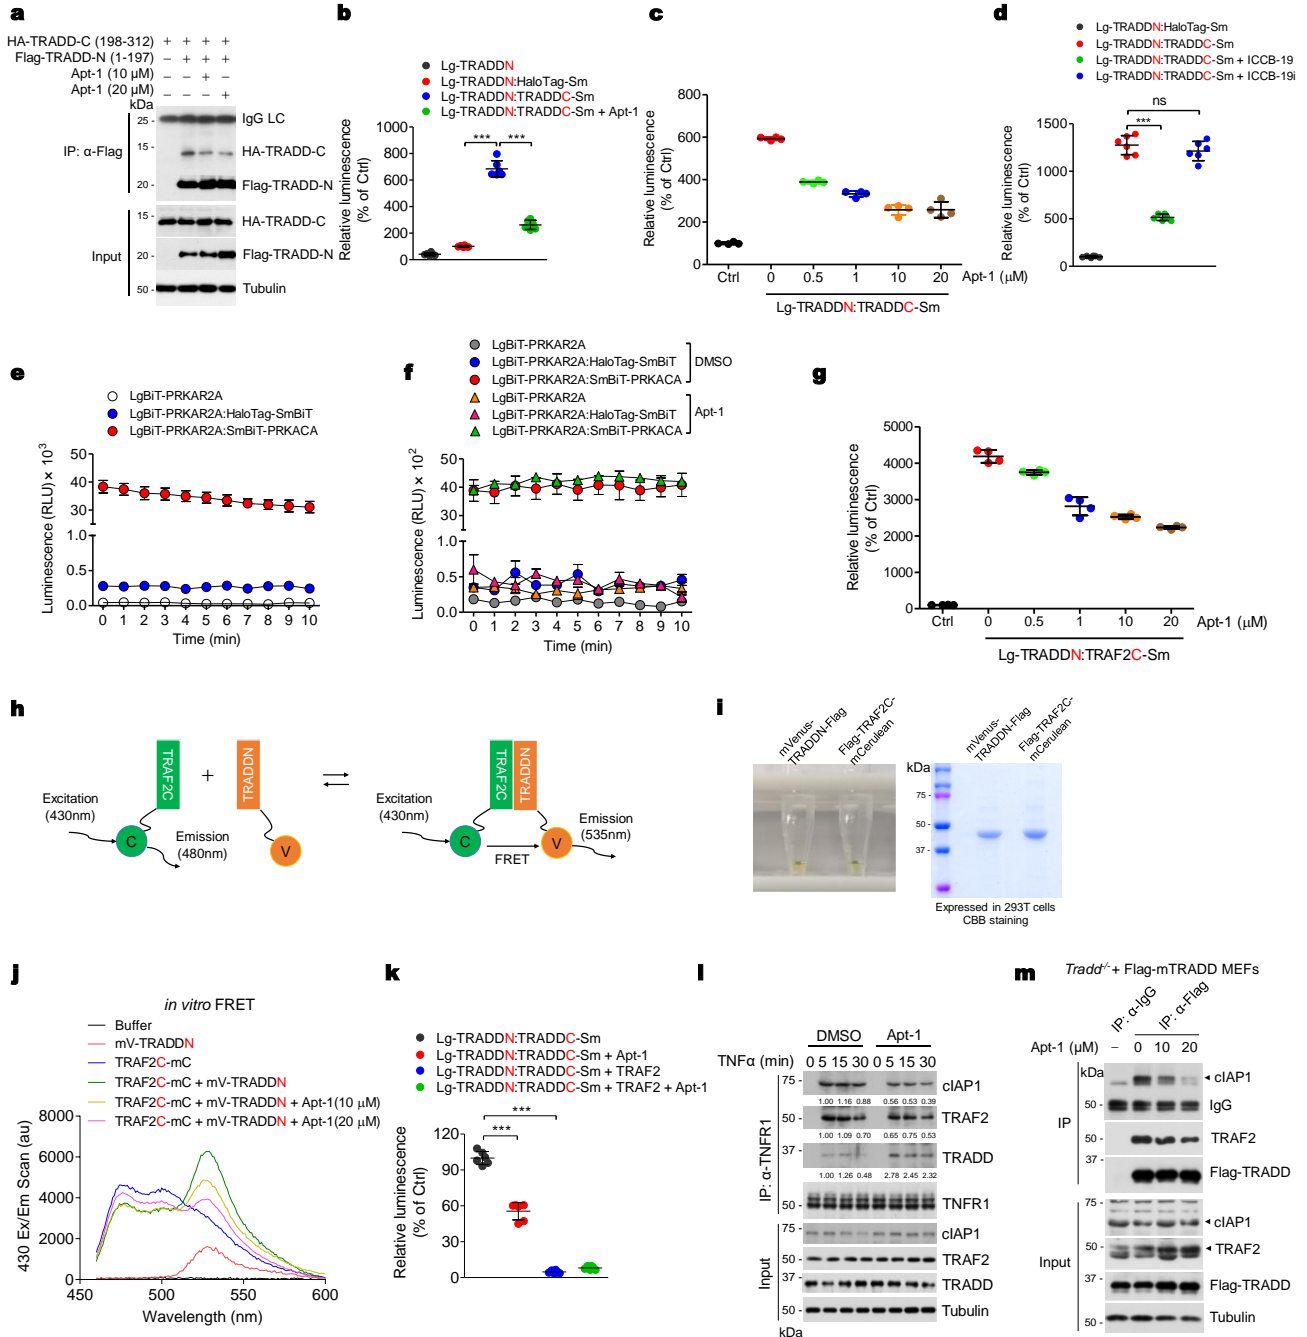 a
HA-TRADD-C (198-312) + + + +
Flag-TRADD-N (1-197) – + + +
Apt-1 (10 µM) – – + –
Apt-1 (20 µM) – – – +
kDa
25 - IgG LC
15 -
IP: α-Flag HA-TRADD-C
20 - Flag-TRADD-N
15 - HA-TRADD-C
Input 20 - Flag-TRADD-N
50 - Tubulin
b
Lg-TRADDN
Lg-TRADDN:HaloTag-Sm
Lg-TRADDN:TRADDC-Sm
Lg-TRADDN:TRADDC-Sm + Apt-1
Relative luminescence
(% of Ctrl)
1000
800
600
400
200
0
*** ***
c
Relative luminescence
(% of Ctrl)
800
600
400
200
0
Ctrl 0 0.5 1 10 20 Apt-1 (µM)
Lg-TRADDN:TRADDC-Sm
d
Lg-TRADDN:HaloTag-Sm
Lg-TRADDN:TRADDC-Sm
Lg-TRADDN:TRADDC-Sm + ICCB-19
Lg-TRADDN:TRADDC-Sm + ICCB-19i
Relative luminescence
(% of Ctrl)
1500
1000
500
0
ns
***
e
LgBiT-PRKAR2A
LgBiT-PRKAR2A:HaloTag-SmBiT
LgBiT-PRKAR2A:SmBiT-PRKACA
Luminescence (RLU) × 10³
50
40
30
1.0
0.5
0.0
0 1 2 3 4 5 6 7 8 9 10
Time (min)
f
LgBiT-PRKAR2A
LgBiT-PRKAR2A:HaloTag-SmBiT
LgBiT-PRKAR2A:SmBiT-PRKACA
DMSO
LgBiT-PRKAR2A
LgBiT-PRKAR2A:HaloTag-SmBiT
LgBiT-PRKAR2A:SmBiT-PRKACA
Apt-1
Luminescence (RLU) × 10²
50
40
30
1.0
0.5
0.0
0 1 2 3 4 5 6 7 8 9 10
Time (min)
g
Relative luminescence
(% of Ctrl)
5000
4000
3000
2000
1000
0
Ctrl 0 0.5 1 10 20 Apt-1 (µM)
Lg-TRADDN:TRAF2C-Sm
h
TRAF2C + TRADDN
Excitation
(430nm)
C
Emission
(480nm)
V
TRAF2C TRADDN
Excitation
(430nm)
C
FRET
V
Emission
(535nm)
i
mVenus-
TRADDN-Flag
Flag-TRAF2C-
mCerulean
mVenus-
TRADDN-Flag
Flag-TRAF2C-
mCerulean
kDa
75 -
50 -
37 -
Expressed in 293T cells
CBB staining
j
in vitro FRET
Buffer
mV-TRADDN
TRAF2C-mC
TRAF2C-mC + mV-TRADDN
TRAF2C-mC + mV-TRADDN + Apt-1(10 µM)
TRAF2C-mC + mV-TRADDN + Apt-1(20 µM)
430 Ex/Em Scan (au)
8000
6000
4000
2000
0
450 500 550 600
Wavelength (nm)
k
Lg-TRADDN:TRADDC-Sm
Lg-TRADDN:TRADDC-Sm + Apt-1
Lg-TRADDN:TRADDC-Sm + TRAF2
Lg-TRADDN:TRADDC-Sm + TRAF2 + Apt-1
Relative luminescence
(% of Ctrl)
120
90
60
30
0
***
***
l
DMSO Apt-1
TNFα (min) 0 5 15 30 0 5 15 30
75 - cIAP1
1.00 1.16 0.88 0.56 0.53 0.39
50 - TRAF2
1.00 1.09 0.70 0.65 0.75 0.53
37 - TRADD
1.00 1.26 0.48 2.78 2.45 2.32
IP: α-TNFR1
50 - TNFR1
75 - cIAP1
50 - TRAF2
37 - TRADD
Input
50 - Tubulin
kDa
m
Tradd-/- + Flag-mTRADD MEFs
IP: α-IgG
IP: α-Flag
Apt-1 (µM) – 0 10 20
kDa
75 - cIAP1
50 - IgG
IP
50 - TRAF2
37 -
Flag-TRADD
75 -
cIAP1
50 - TRAF2
Input
37 - Flag-TRADD
50 - Tubulin